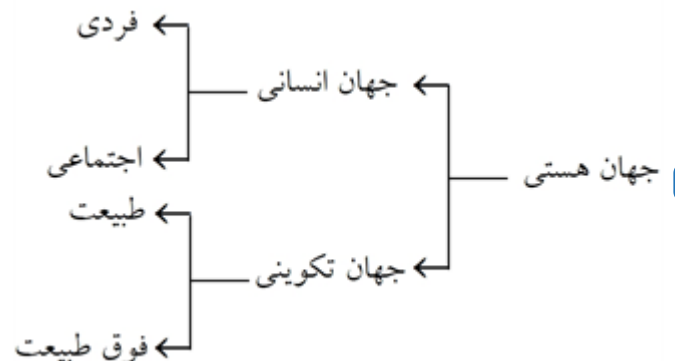 جهان هستی
جهان انسانی
فردی
اجتماعی
جهان تکوینی
طبیعت
فوق طبیعت